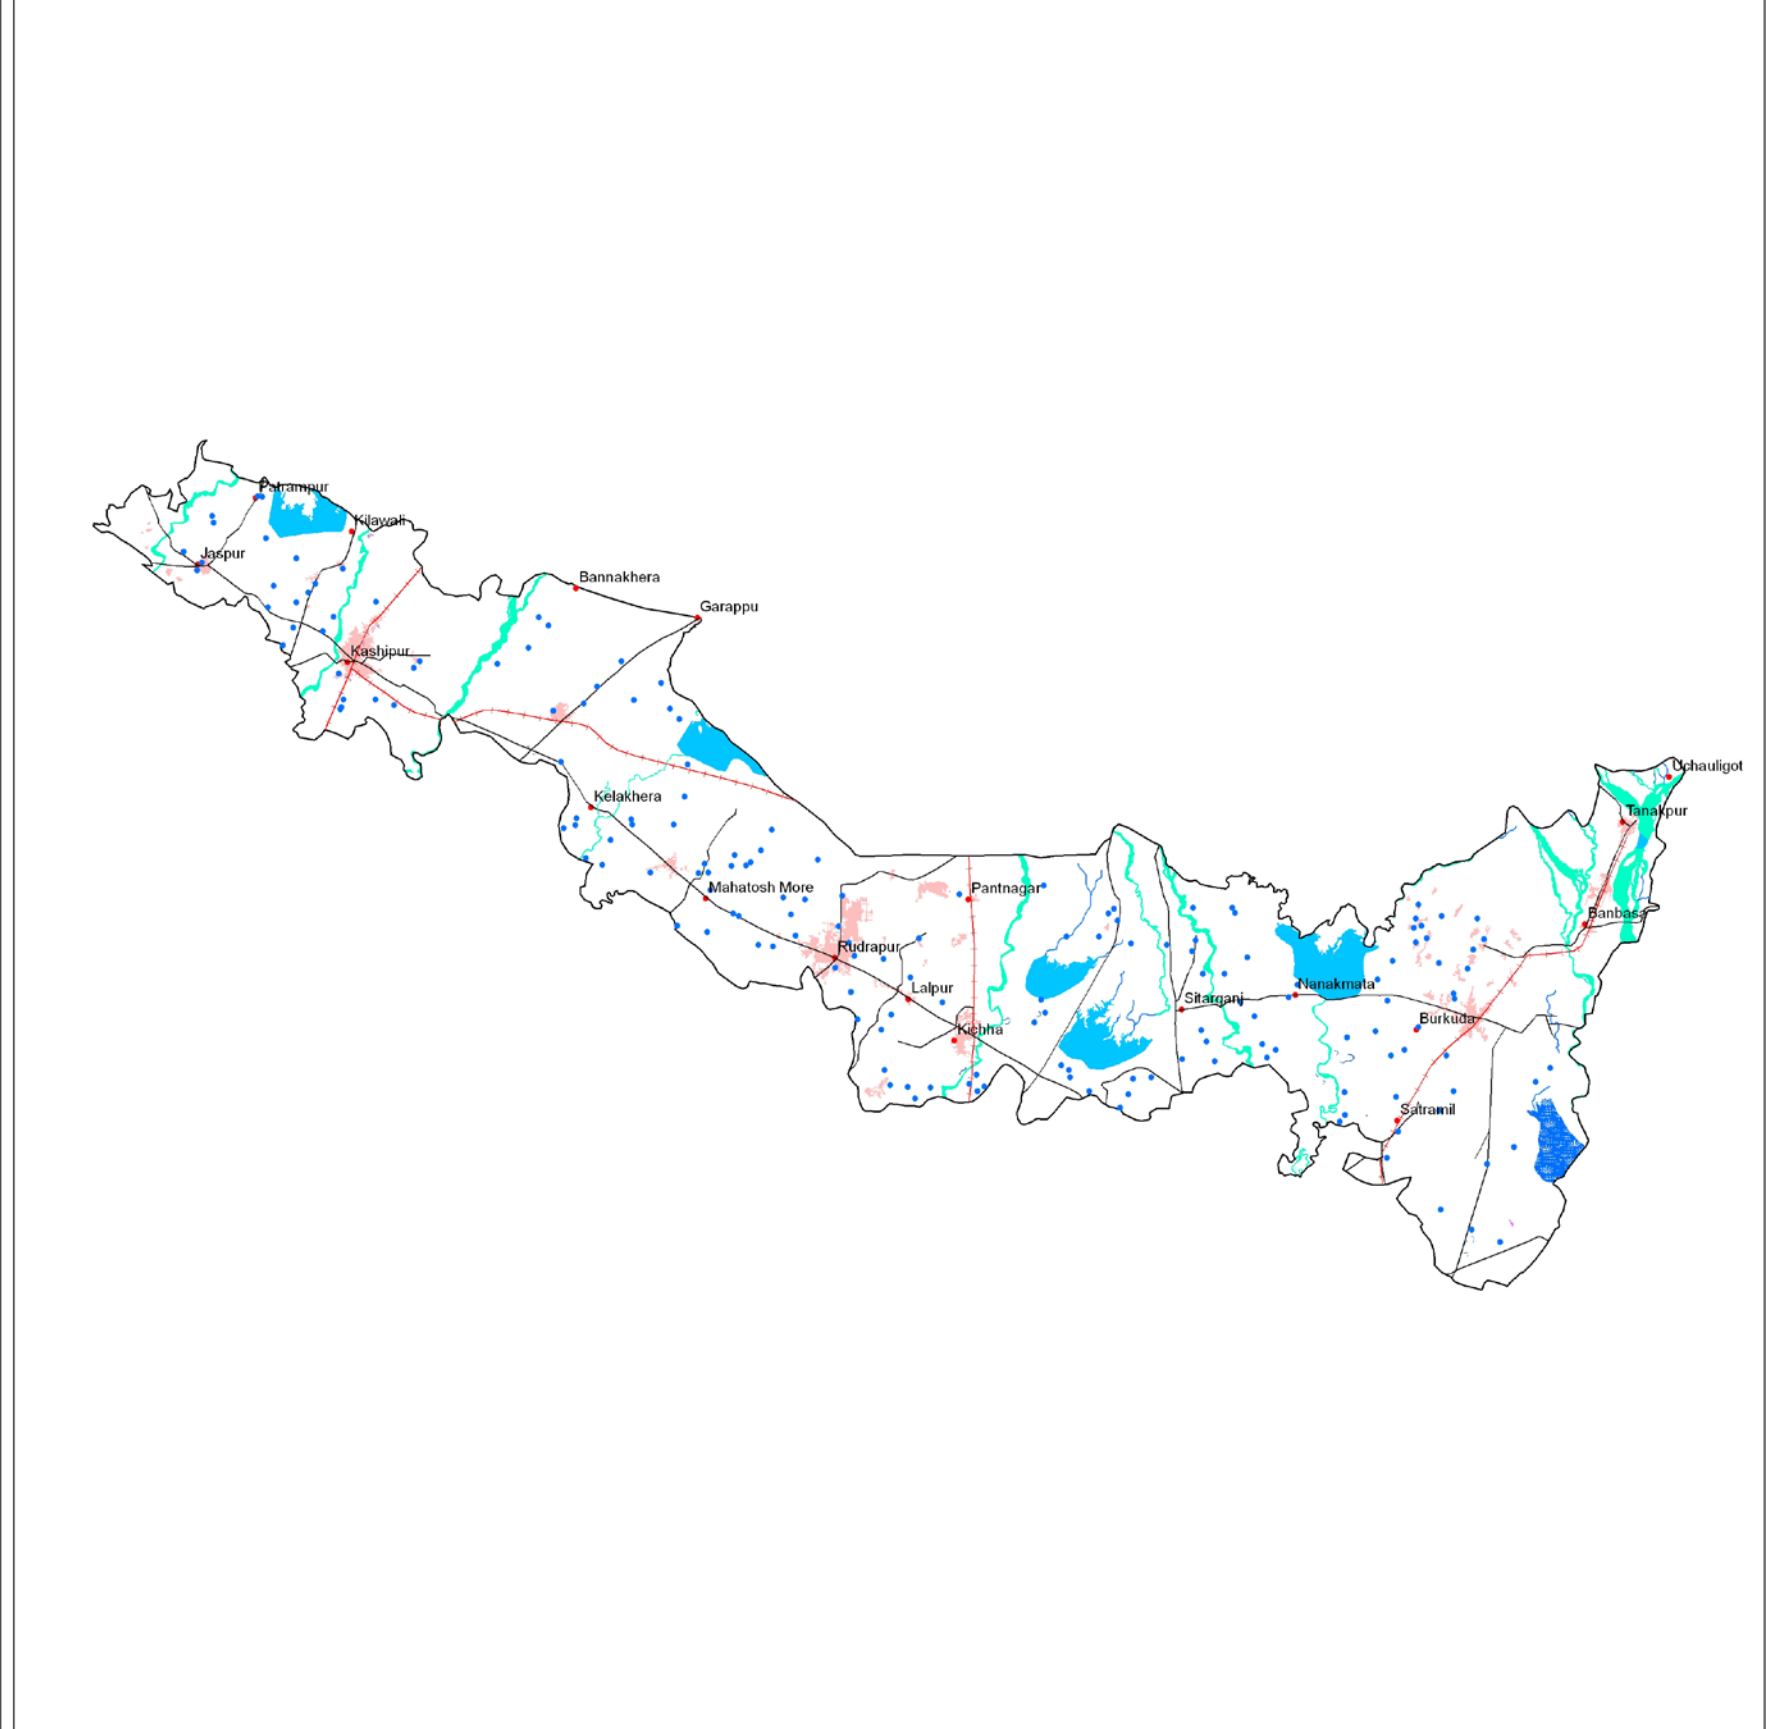 Patrampur
Kilawali
Jaspur
Bannakhera
Garappu
Kashipur
Uchauligot
Kelakhera
Tanakpur
Mahatosh More
Pantnagar
Banbasa
Rudrapur
Lalpur
Nanakmata
Sitarganj
Burkuda
Kichha
Satramil